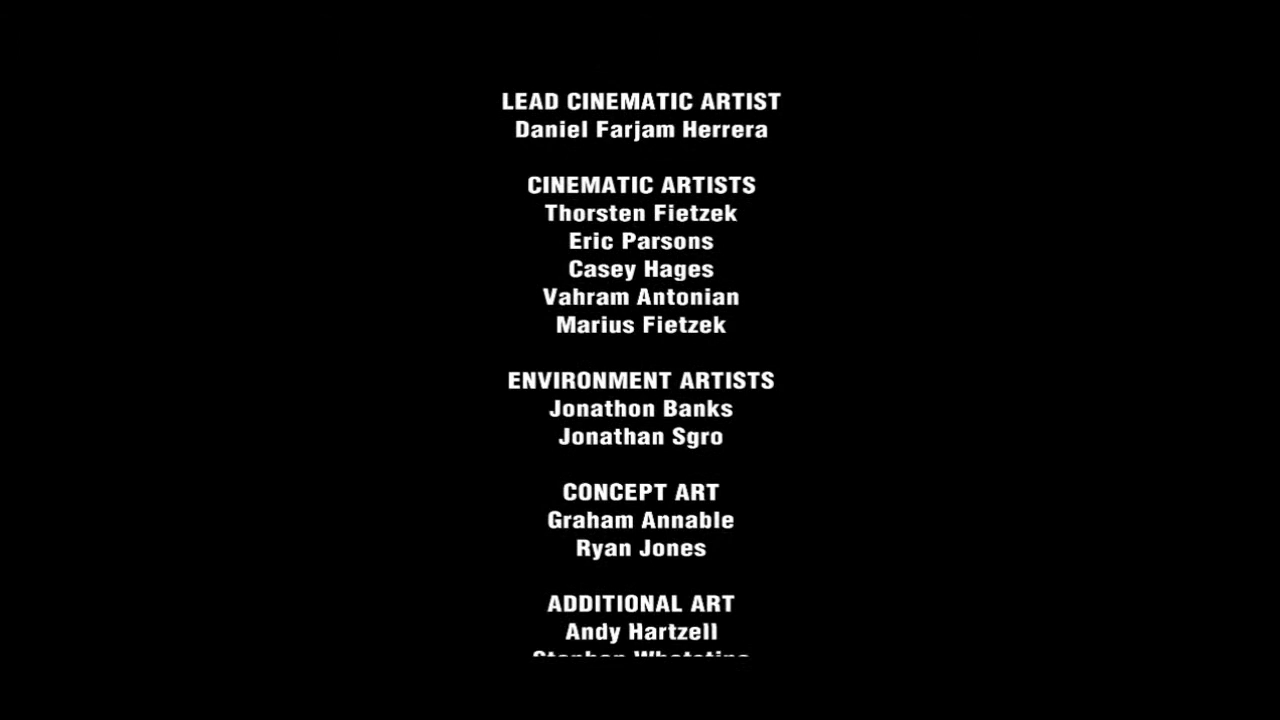 LEAD CINEMATIC ARTIST
Daniel Farjam Herrera
CINEMATIC ARTISTS
Thorsten Fietzek
Eric Parsons
Casey Hages
Vahram Antonian
Marius Fietzek
ENVIRONMENT ARTISTS
Jonathon Banks
Jonathan Sgro
CONCEPT ART
Graham Annable
Ryan Jones
ADDITIONAL ART
Andy Hartzell
Stephen